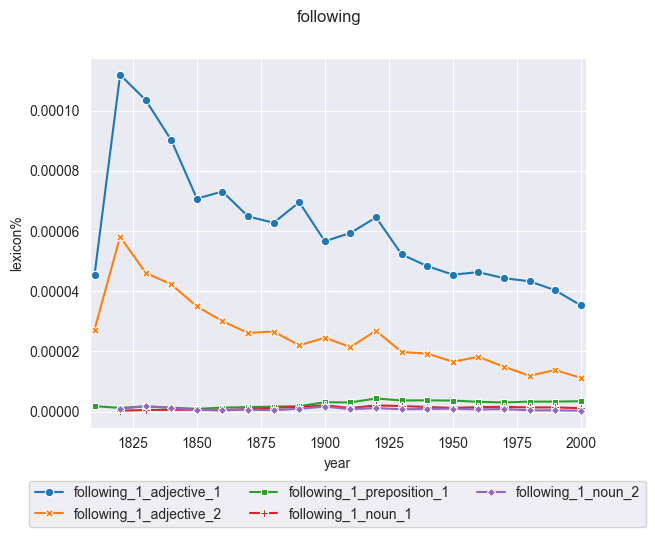 following
0.00010
0.00008
0.00006
0.00004
0.00002
0.00000
lexicon%
1825 1850 1875 1900 1925 1950 1975 2000
year
following_1_adjective_1 following_1_preposition_1 following_1_noun_2
following_1_adjective_2 following_1_noun_1